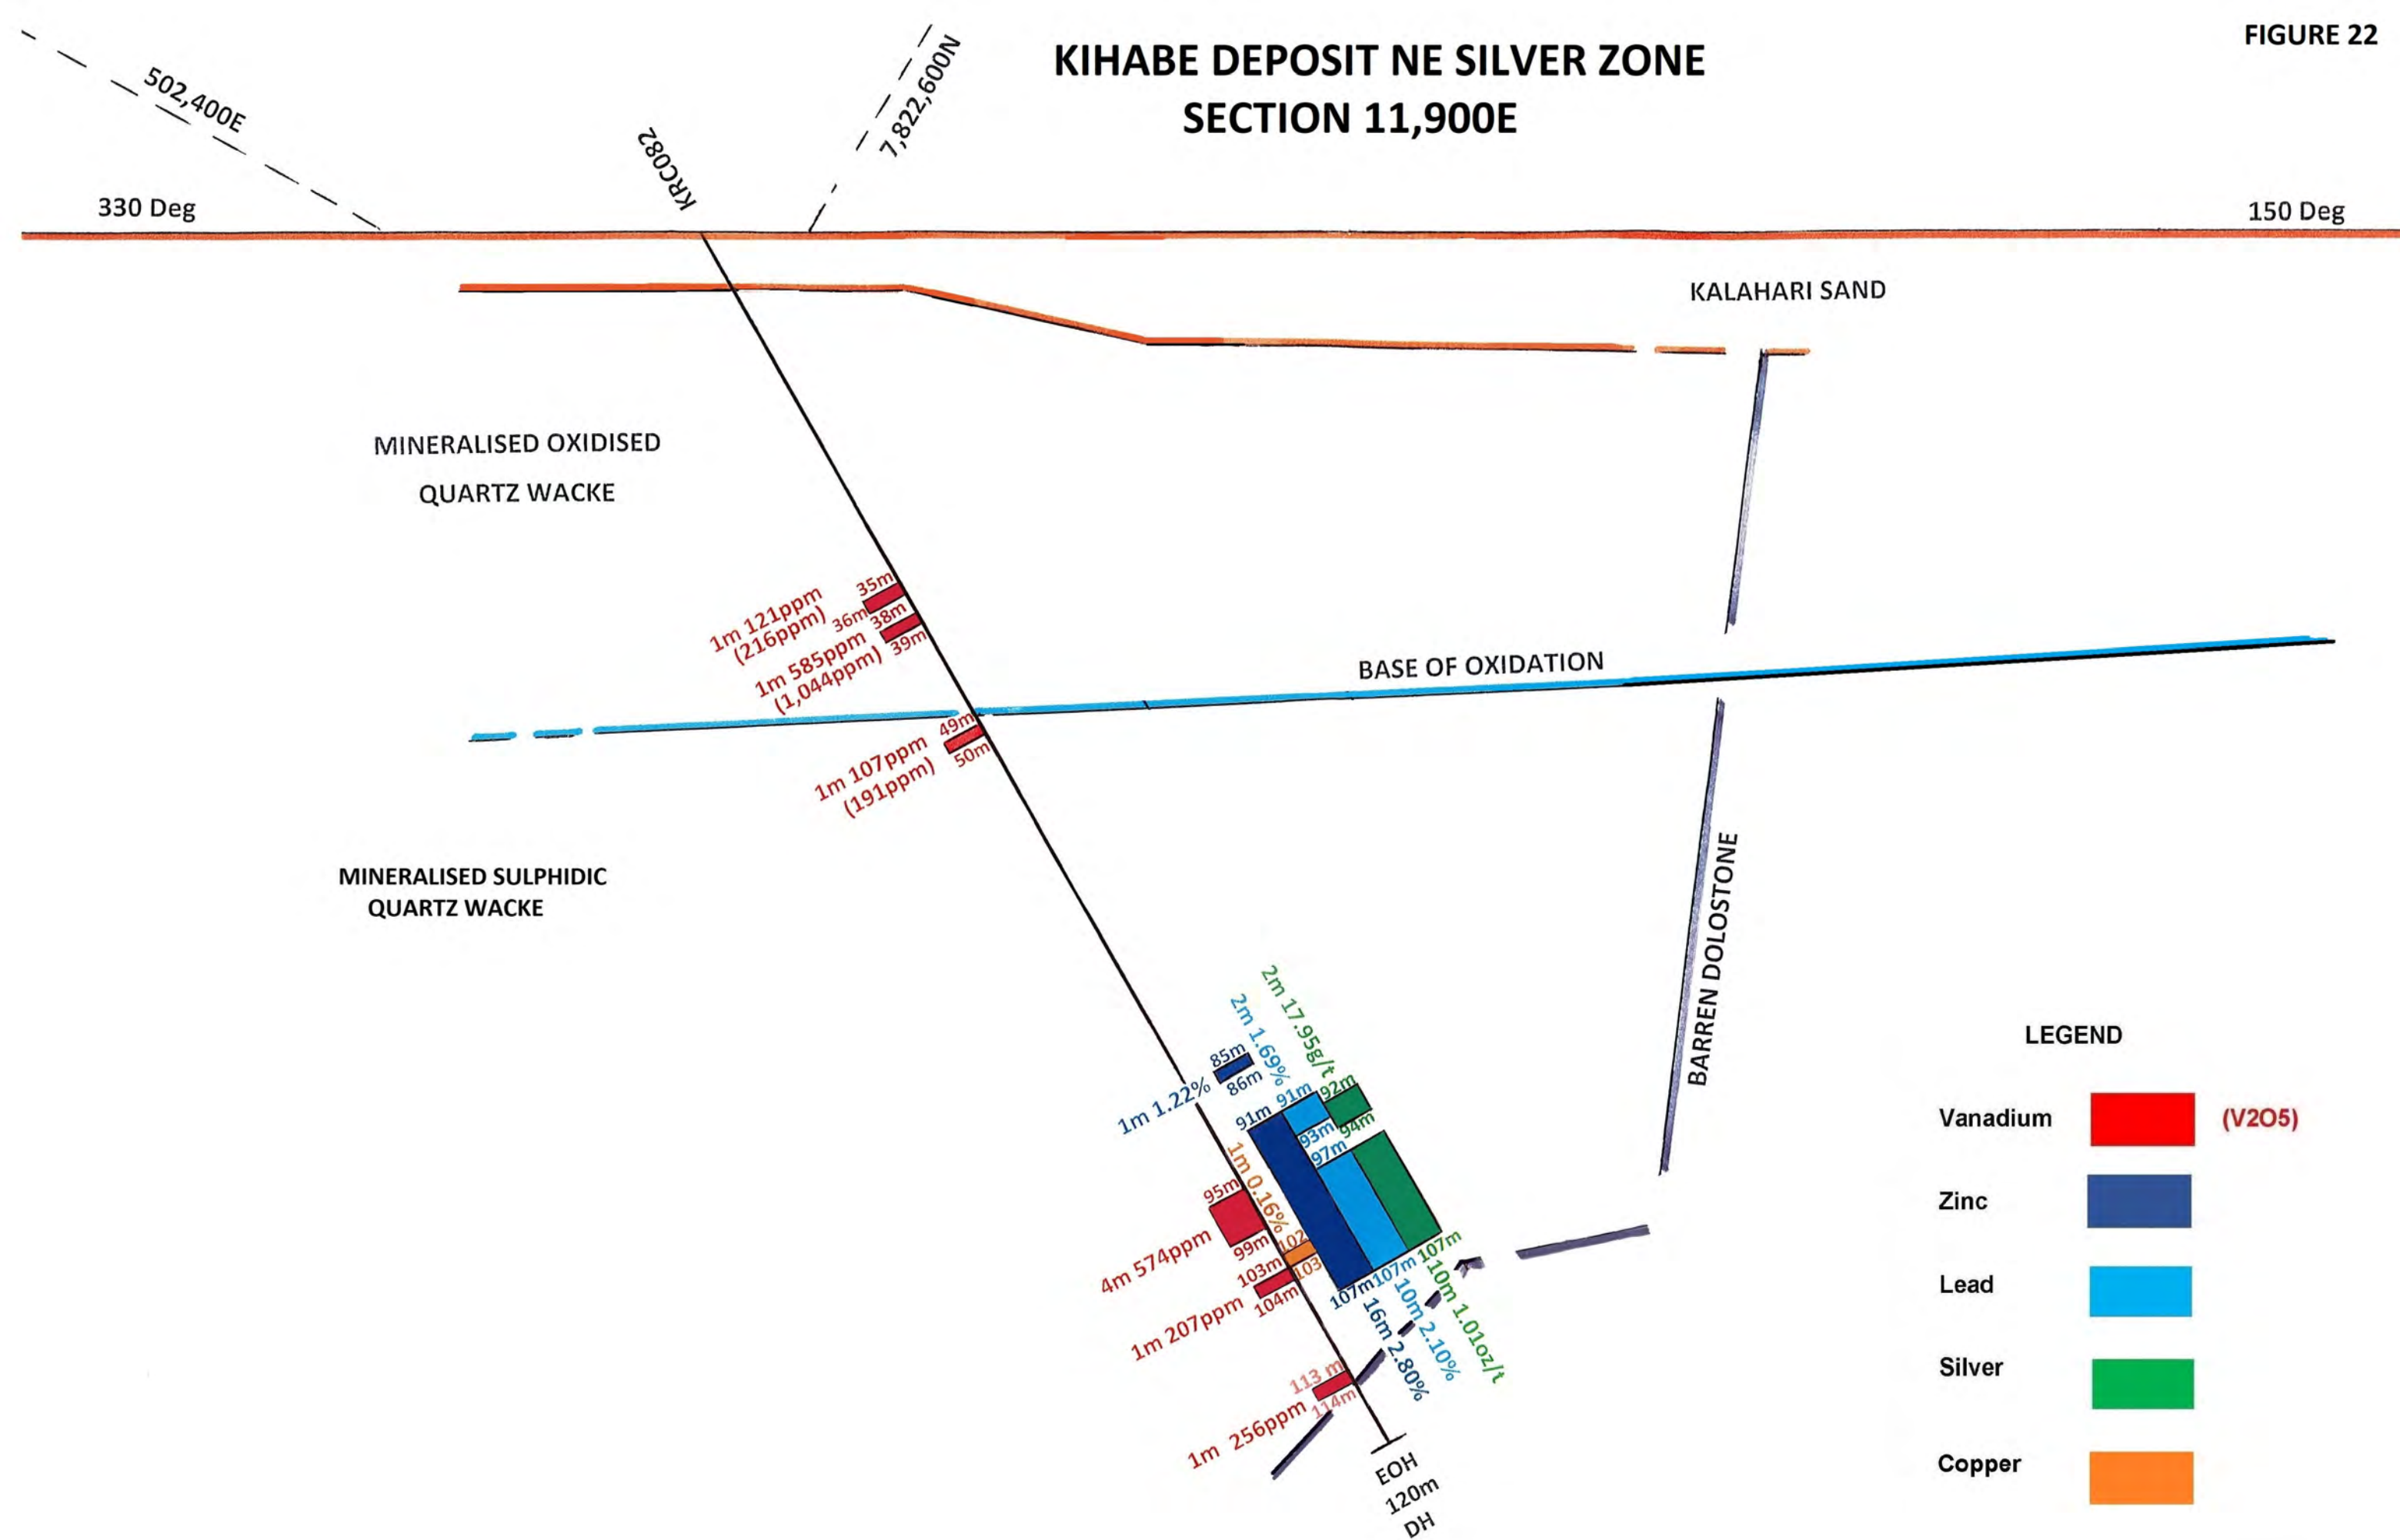 FIGURE 22
KIHABE DEPOSIT NE SILVER ZONE
SECTION 11,900E
502,400E
7,822,600N
KRC082
330 Deg
150 Deg
KALAHARI SAND
MINERALISED OXIDISED
QUARTZ WACKE
35m
1m 121ppm
(216ppm)
36m
38m
1m 585ppm
(1,044ppm)
39m
BASE OF OXIDATION
49m
1m 107ppm
(191ppm)
50m
MINERALISED SULPHIDIC
QUARTZ WACKE
BARREN DOLOSTONE
2m 17.95g/t
2m 1.69%
85m
86m
1m 1.22%
91m
91m
92m
93m
94m
97m
1m 0.16%
95m
99m
4m 574ppm
102
103
103m
104m
1m 207ppm
107m
107m
107m
10m 1.01oz/t
10m 2.10%
16m 2.80%
113 m
114m
1m 256ppm
EOH
120m
DH
LEGEND
Vanadium (V2O5)
Zinc
Lead
Silver
Copper